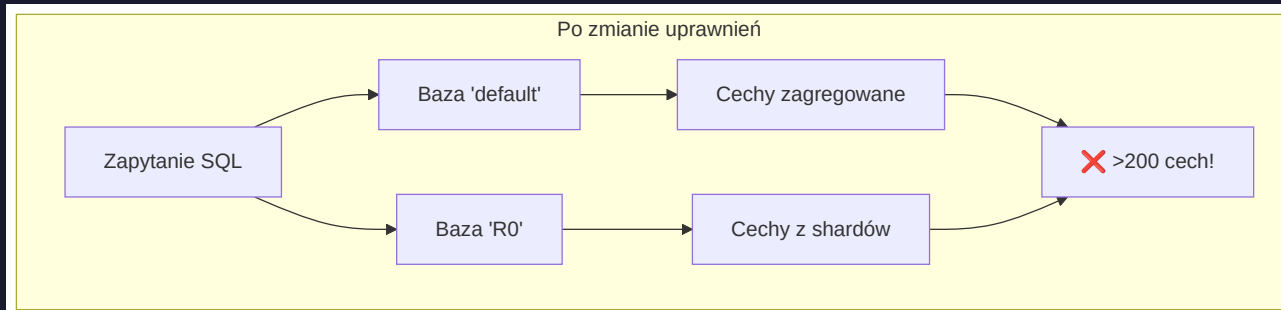 Po zmianie uprawnień
Zapytanie SQL
Baza 'default'
Cechy zagregowane
Baza 'R0'
Cechy z shardów
❌ >200 cech!